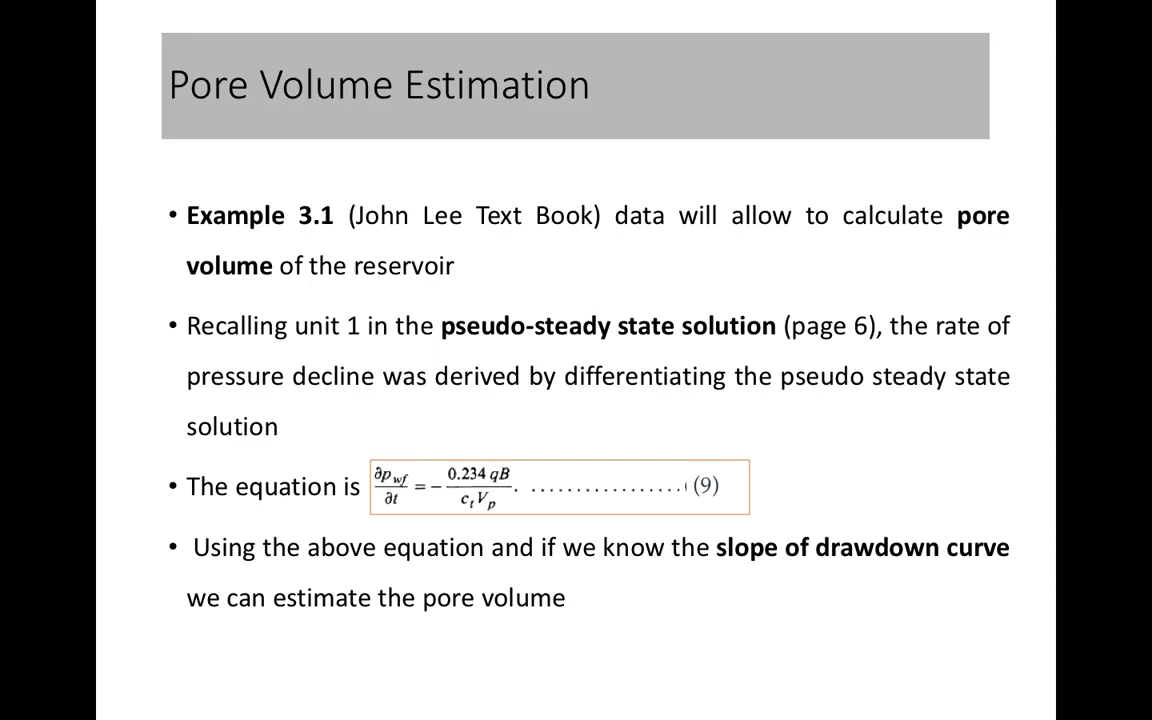 Pore Volume Estimation
• Example 3.1 (John Lee Text Book) data will allow to calculate pore
volume of the reservoir
• Recalling unit 1 in the pseudo-steady state solution (page 6), the rate of
pressure decline was derived by differentiating the pseudo steady state
solution
• The equation is ∂p_wf/∂t = − 0.234 qB / c_t V_p. .................. (9)
• Using the above equation and if we know the slope of drawdown curve
we can estimate the pore volume